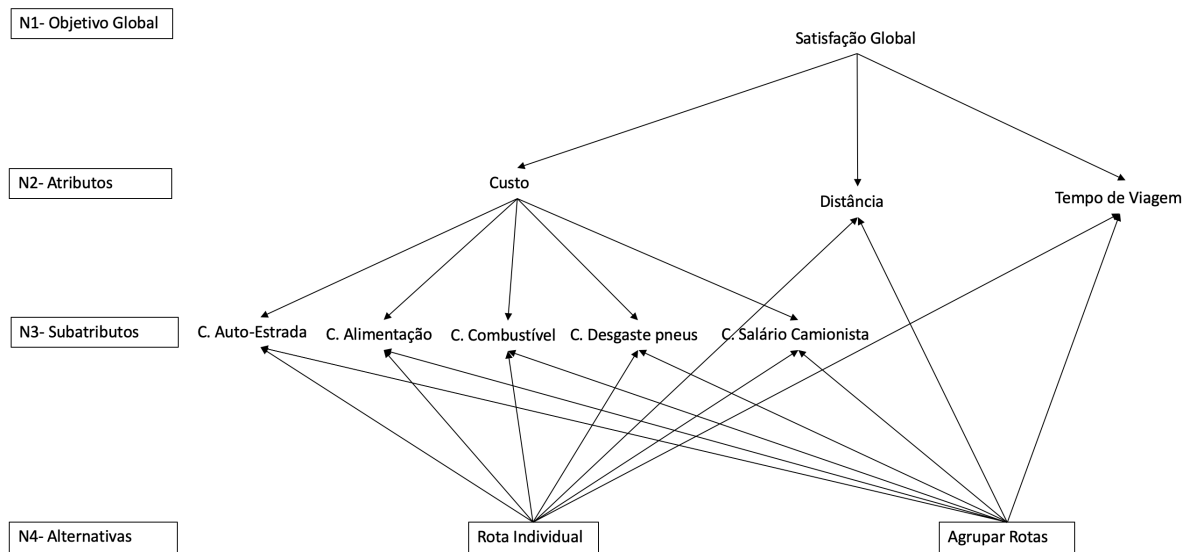 N1- Objetivo Global
Satisfação Global
N2- Atributos
Custo
Distância
Tempo de Viagem
N3- Subatributos
C. Auto-Estrada
C. Alimentação
C. Combustível
C. Desgaste pneus
C. Salário Camionista
N4- Alternativas
Rota Individual
Agrupar Rotas